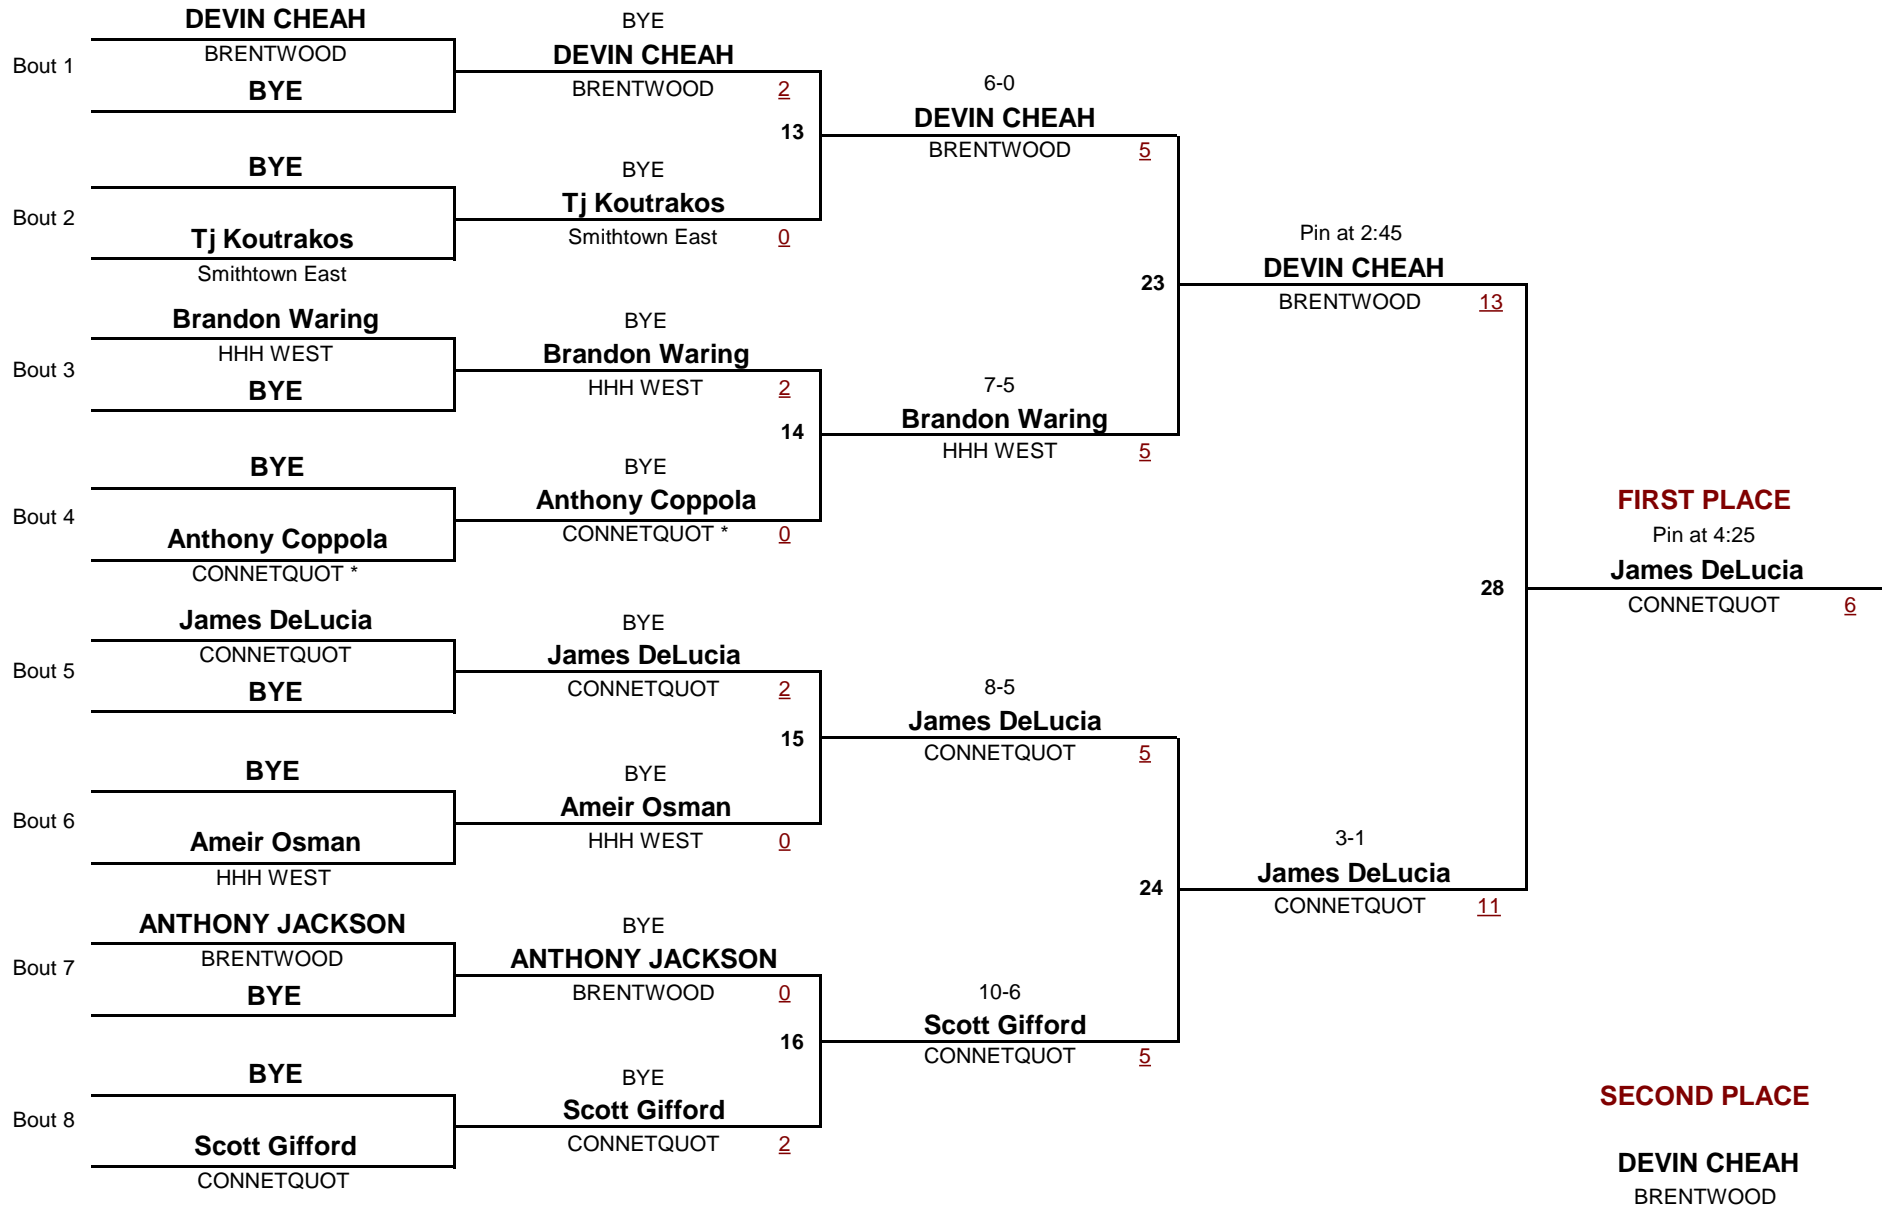 DEVIN CHEAH
Bout 1
BRENTWOOD
BYE
BYE
Bout 2
Tj Koutrakos
Smithtown East
Brandon Waring
Bout 3
HHH WEST
BYE
BYE
Bout 4
Anthony Coppola
CONNETQUOT *
James DeLucia
Bout 5
CONNETQUOT
BYE
BYE
Bout 6
Ameir Osman
HHH WEST
ANTHONY JACKSON
Bout 7
BRENTWOOD
BYE
BYE
Bout 8
Scott Gifford
CONNETQUOT
BYE
DEVIN CHEAH
BRENTWOOD 2
13
BYE
Tj Koutrakos
Smithtown East 0
BYE
Brandon Waring
HHH WEST 2
14
BYE
Anthony Coppola
CONNETQUOT * 0
BYE
James DeLucia
CONNETQUOT 2
15
BYE
Ameir Osman
HHH WEST 0
BYE
ANTHONY JACKSON
BRENTWOOD 0
16
BYE
Scott Gifford
CONNETQUOT 2
6-0
DEVIN CHEAH
BRENTWOOD 5
23
7-5
Brandon Waring
HHH WEST 5
8-5
James DeLucia
CONNETQUOT 5
24
10-6
Scott Gifford
CONNETQUOT 5
Pin at 2:45
DEVIN CHEAH
BRENTWOOD 13
28
3-1
James DeLucia
CONNETQUOT 11
FIRST PLACE
Pin at 4:25
James DeLucia
CONNETQUOT 6
SECOND PLACE
DEVIN CHEAH
BRENTWOOD